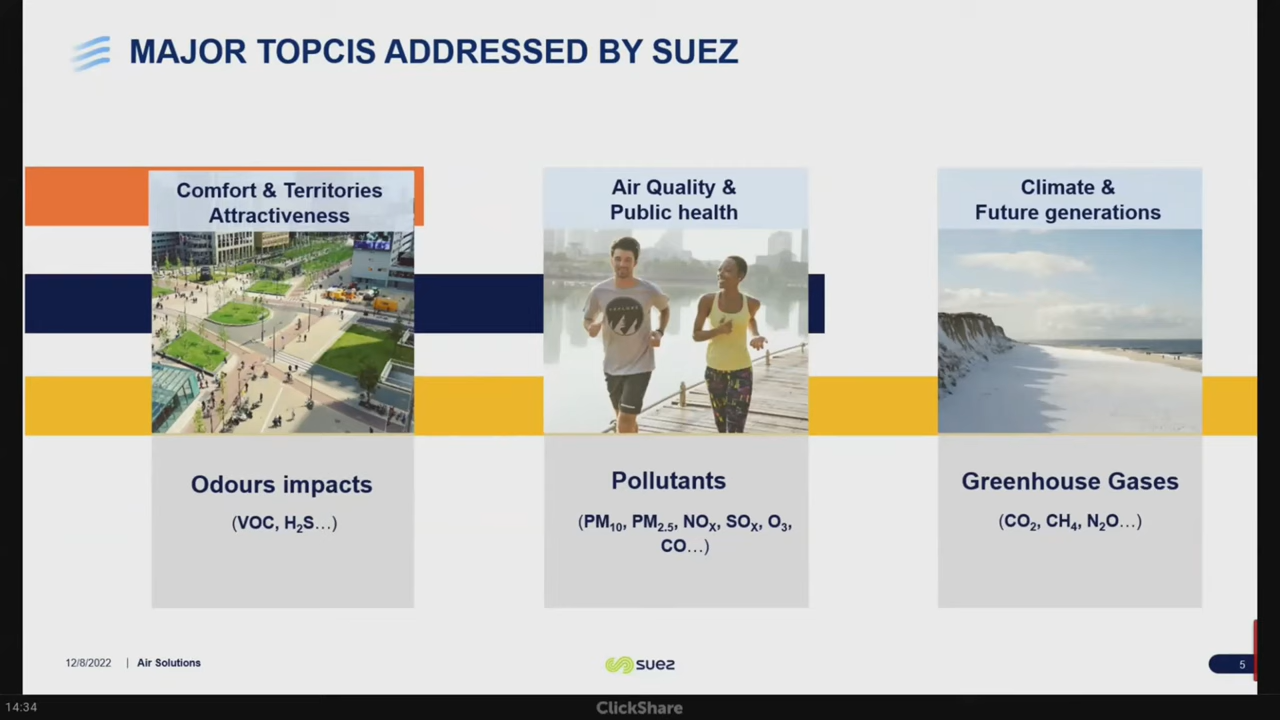 MAJOR TOPCIS ADDRESSED BY SUEZ
Comfort & Territories
Attractiveness
Air Quality &
Public health
Climate &
Future generations
Odours impacts
(VOC, H₂S…)
Pollutants
(PM₁₀, PM₂.₅, NOₓ, SOₓ, O₃,
CO…)
Greenhouse Gases
(CO₂, CH₄, N₂O…)
12/8/2022 | Air Solutions
suez
5
14:34
ClickShare